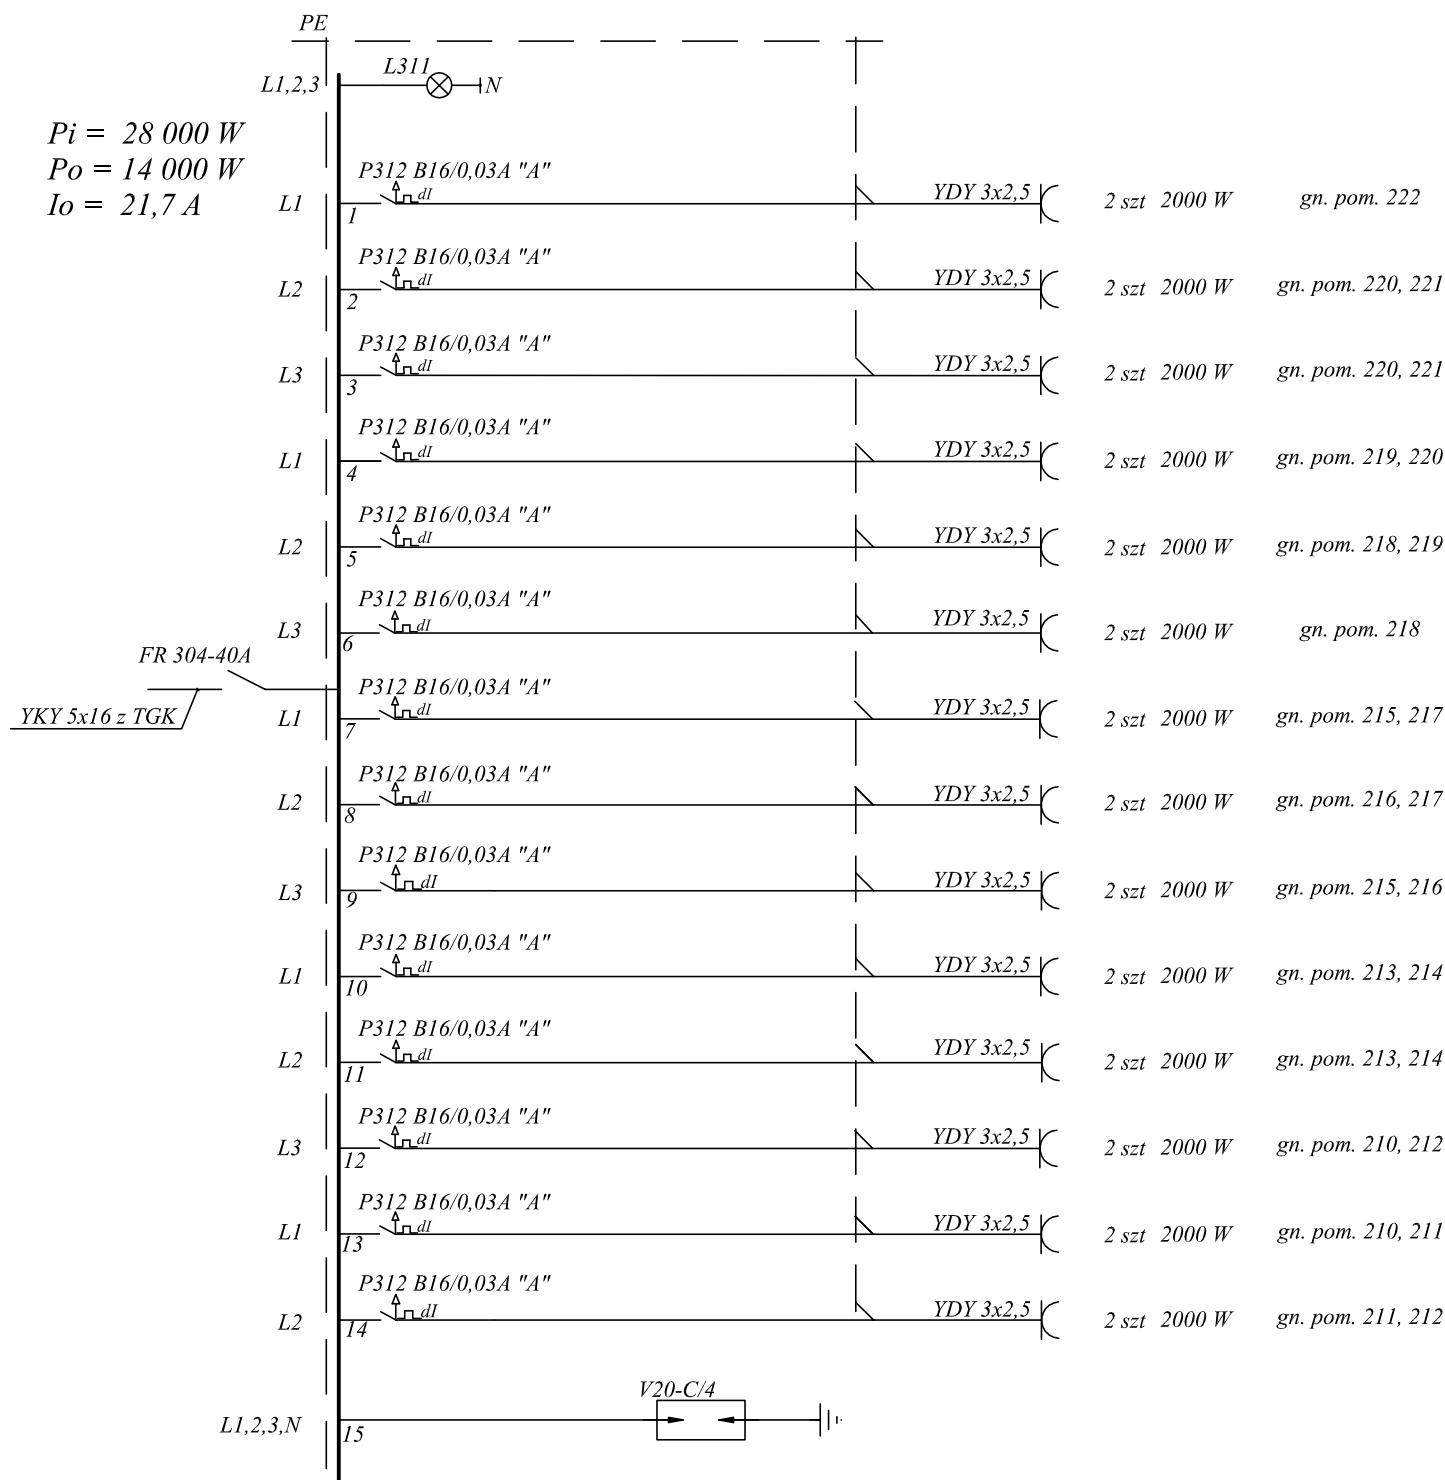 PE
L1,2,3 L311 N
Pi = 28 000 W
Po = 14 000 W
Io = 21,7 A
P312 B16/0,03A "A"
L1 1 dI YDY 3x2,5 2 szt 2000 W gn. pom. 222
P312 B16/0,03A "A"
L2 2 dI YDY 3x2,5 2 szt 2000 W gn. pom. 220, 221
P312 B16/0,03A "A"
L3 3 dI YDY 3x2,5 2 szt 2000 W gn. pom. 220, 221
P312 B16/0,03A "A"
L1 4 dI YDY 3x2,5 2 szt 2000 W gn. pom. 219, 220
P312 B16/0,03A "A"
L2 5 dI YDY 3x2,5 2 szt 2000 W gn. pom. 218, 219
P312 B16/0,03A "A"
L3 6 dI YDY 3x2,5 2 szt 2000 W gn. pom. 218
FR 304-40A
YKY 5x16 z TGK
P312 B16/0,03A "A"
L1 7 dI YDY 3x2,5 2 szt 2000 W gn. pom. 215, 217
P312 B16/0,03A "A"
L2 8 dI YDY 3x2,5 2 szt 2000 W gn. pom. 216, 217
P312 B16/0,03A "A"
L3 9 dI YDY 3x2,5 2 szt 2000 W gn. pom. 215, 216
P312 B16/0,03A "A"
L1 10 dI YDY 3x2,5 2 szt 2000 W gn. pom. 213, 214
P312 B16/0,03A "A"
L2 11 dI YDY 3x2,5 2 szt 2000 W gn. pom. 213, 214
P312 B16/0,03A "A"
L3 12 dI YDY 3x2,5 2 szt 2000 W gn. pom. 210, 212
P312 B16/0,03A "A"
L1 13 dI YDY 3x2,5 2 szt 2000 W gn. pom. 210, 211
P312 B16/0,03A "A"
L2 14 dI YDY 3x2,5 2 szt 2000 W gn. pom. 211, 212
V20-C/4
L1,2,3,N 15